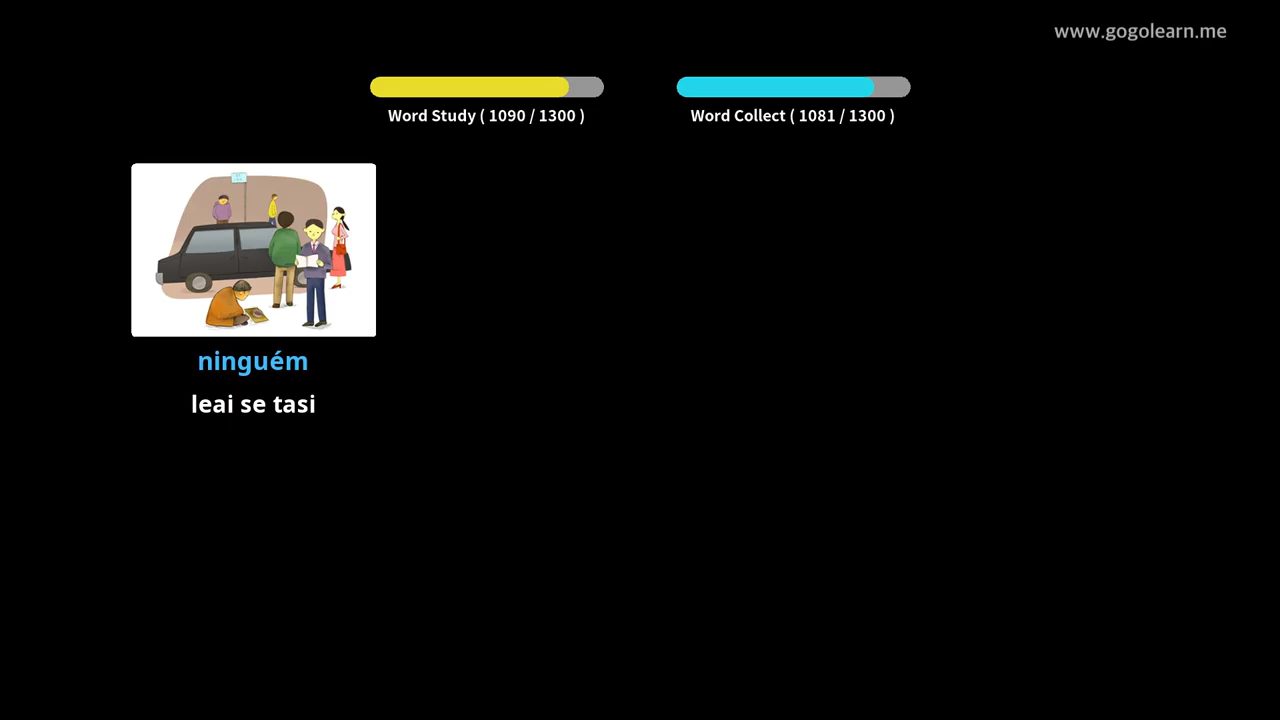 www.gogolearn.me
Word Study ( 1090 / 1300 )
Word Collect ( 1081 / 1300 )
ninguém
leai se tasi